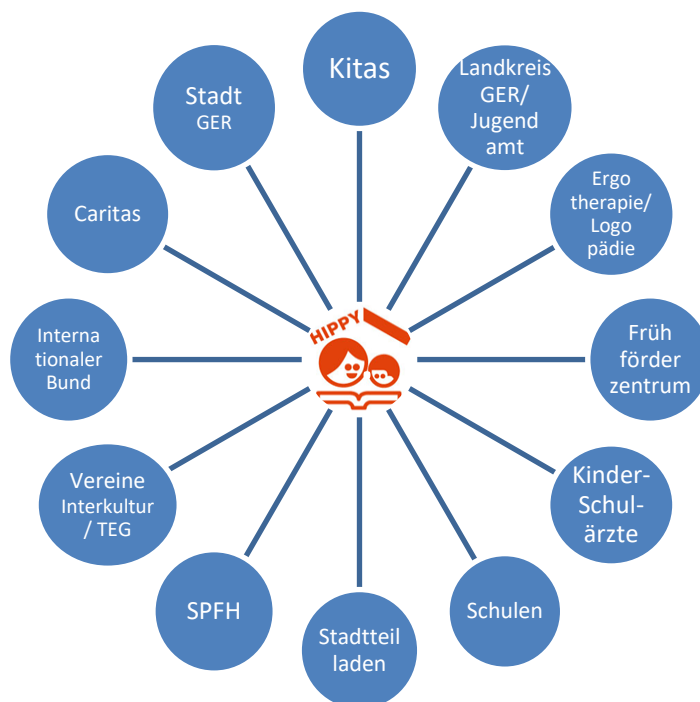 Kitas
Landkreis
GER/
Jugend
amt
Ergo
therapie/
Logo
pädie
Früh
förder
zentrum
Kinder-
Schul-
ärzte
Schulen
Stadtteil
laden
SPFH
Vereine
Interkultur
/ TEG
Interna
tionaler
Bund
Caritas
Stadt
GER
HIPPY